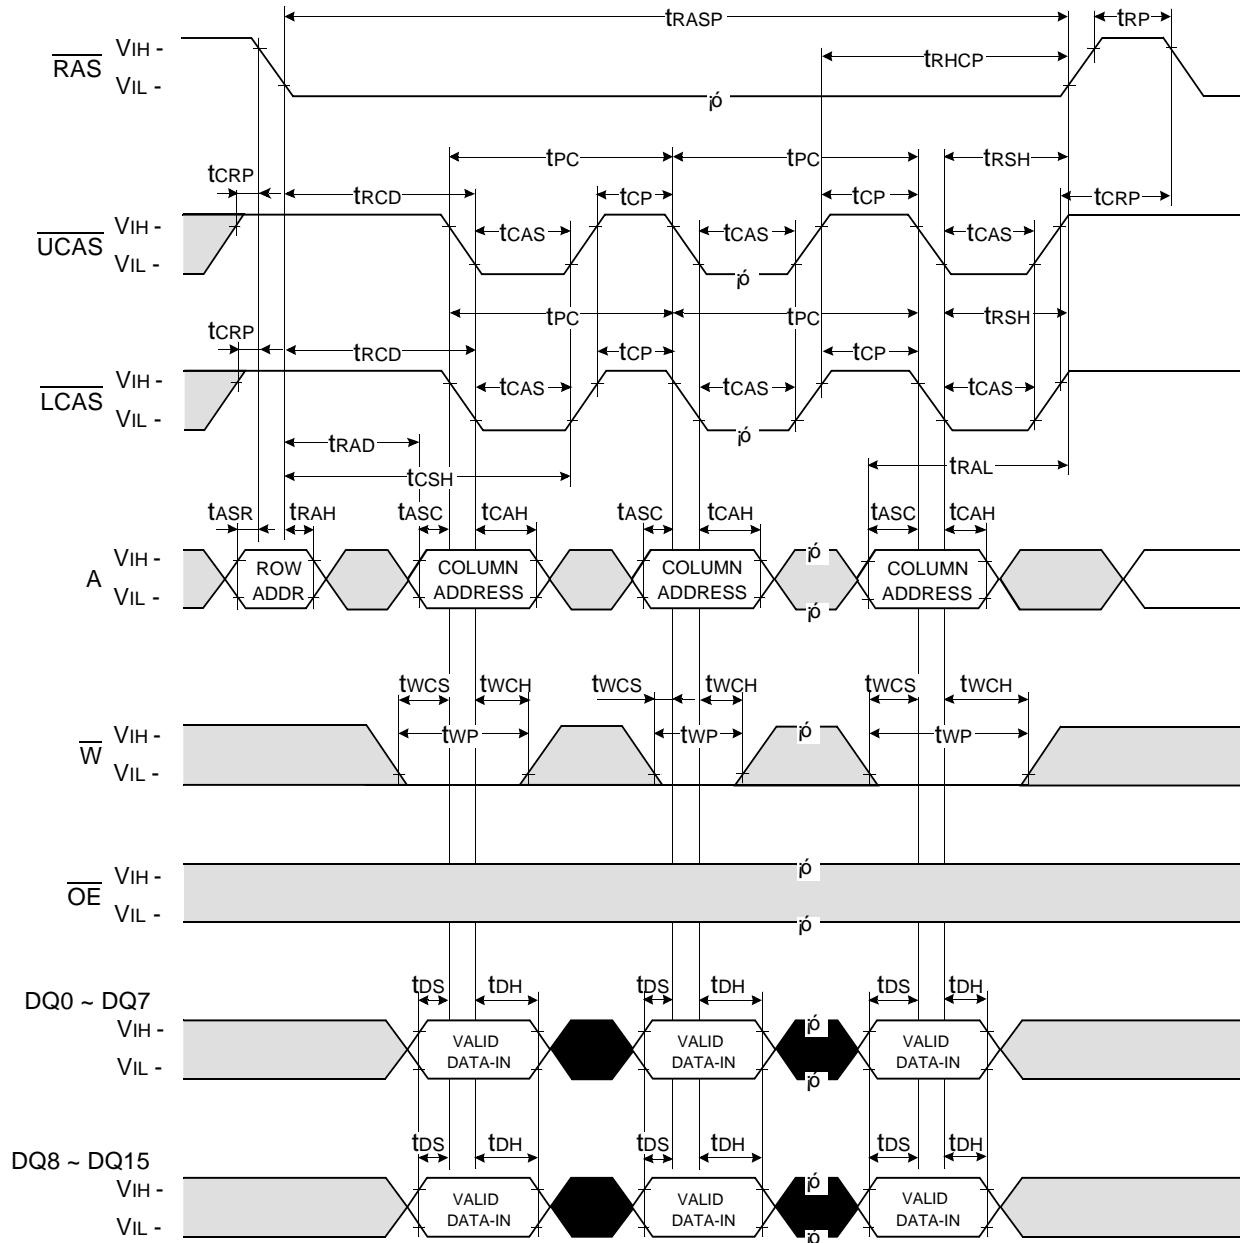 tRASP
tRP
RAS
VIH -
VIL -
tRHCP
¡ó
tCRP
tRCD
tPC
tPC
tRSH
tCP
tCP
tCRP
UCAS
VIH -
VIL -
tCAS
tCAS
tCAS
¡ó
tCRP
tRCD
tPC
tPC
tRSH
tCP
tCP
LCAS
VIH -
VIL -
tCAS
tCAS
tCAS
¡ó
tRAD
tCSH
tRAL
tASR
tRAH
tASC
tCAH
tASC
tCAH
tASC
tCAH
A
VIH -
VIL -
ROW
ADDR
COLUMN
ADDRESS
COLUMN
ADDRESS
¡ó
¡ó
COLUMN
ADDRESS
tWCS
tWCH
tWCS
tWCH
tWCS
tWCH
W
VIH -
VIL -
tWP
tWP
¡ó
tWP
OE
VIH -
VIL -
¡ó
¡ó
DQ0 ~ DQ7
VIH -
VIL -
tDS
tDH
tDS
tDH
tDS
tDH
VALID
DATA-IN
VALID
DATA-IN
¡ó
¡ó
VALID
DATA-IN
DQ8 ~ DQ15
VIH -
VIL -
tDS
tDH
tDS
tDH
tDS
tDH
VALID
DATA-IN
VALID
DATA-IN
¡ó
¡ó
VALID
DATA-IN